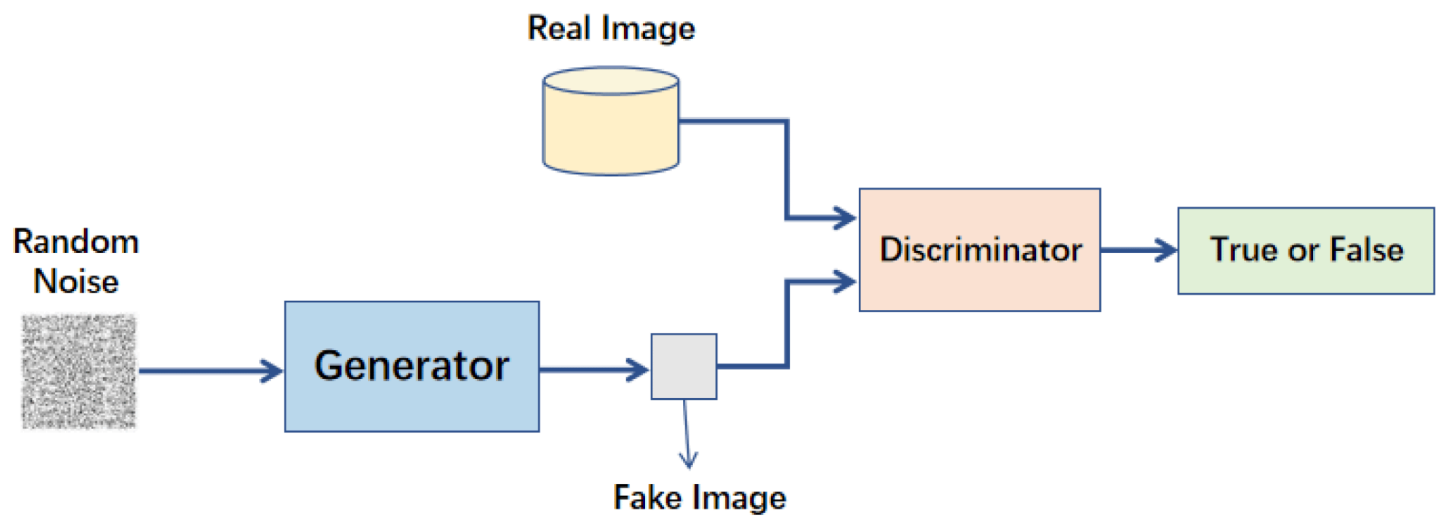 Real Image
Random
Noise
Generator
Fake Image
Discriminator
True or False